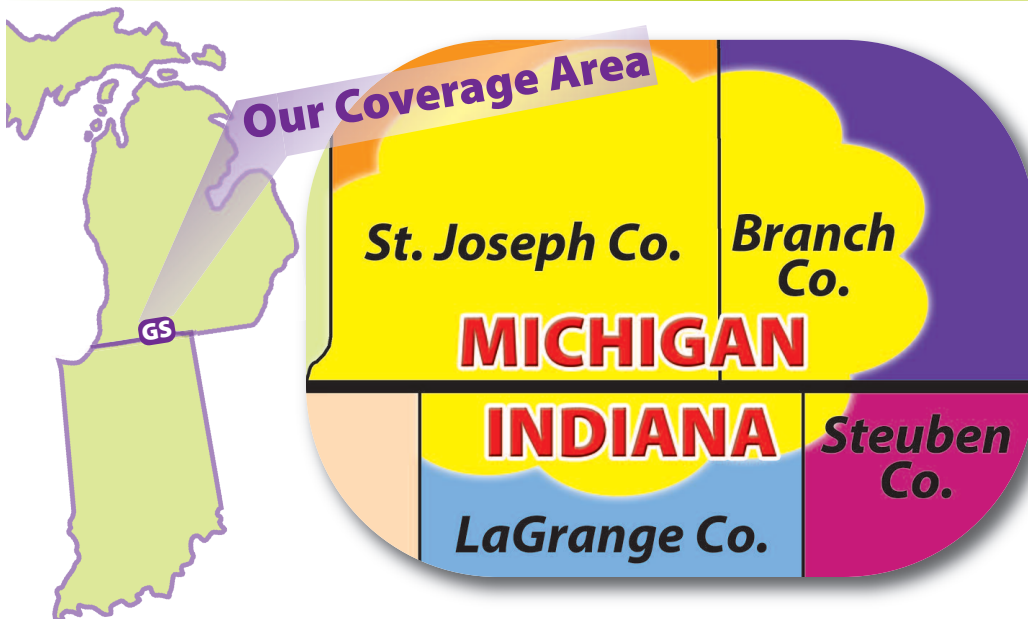 Our Coverage Area
St. Joseph Co.
Branch
Co.
MICHIGAN
GS
INDIANA
Steuben
Co.
LaGrange Co.